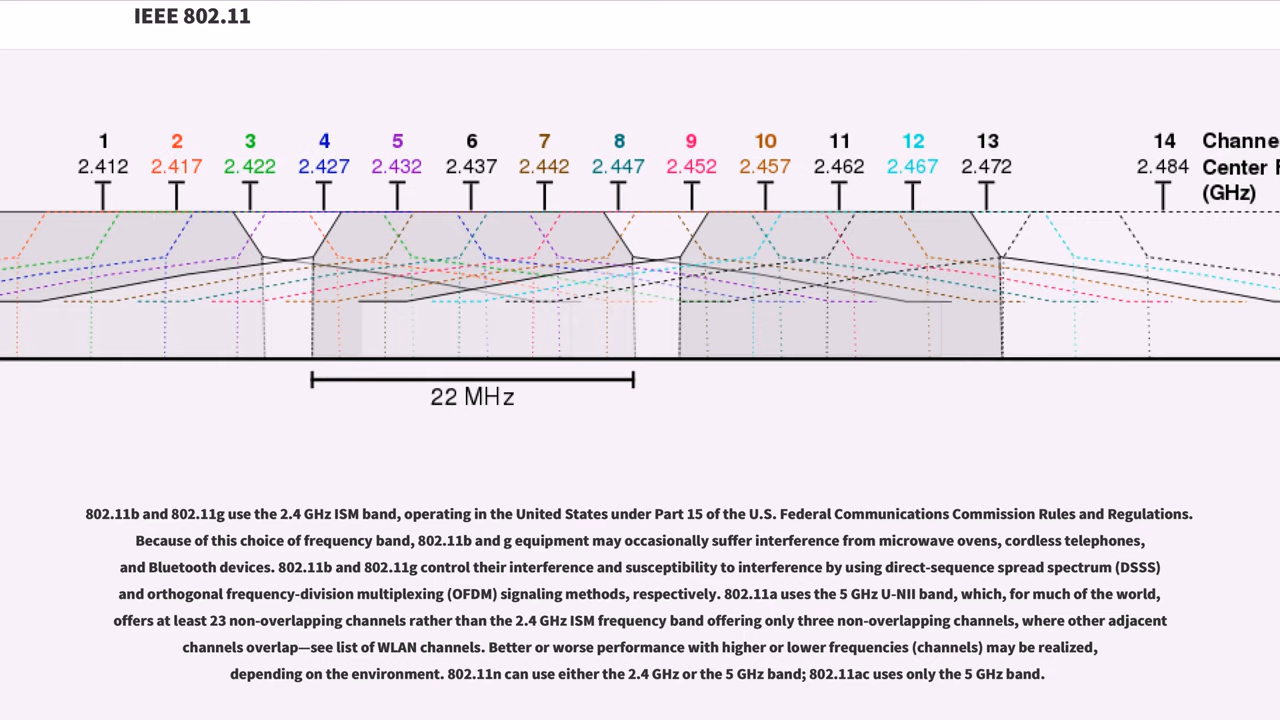 IEEE 802.11
1 2 3 4 5 6 7 8 9 10 11 12 13 14
2.412 2.417 2.422 2.427 2.432 2.437 2.442 2.447 2.452 2.457 2.462 2.467 2.472 2.484
Center
(GHz)
22 MHz
802.11b and 802.11g use the 2.4 GHz ISM band, operating in the United States under Part 15 of the U.S. Federal Communications Commission Rules and Regulations.
Because of this choice of frequency band, 802.11b and g equipment may occasionally suffer interference from microwave ovens, cordless telephones,
and Bluetooth devices. 802.11b and 802.11g control their interference and susceptibility to interference by using direct-sequence spread spectrum (DSSS)
and orthogonal frequency-division multiplexing (OFDM) signaling methods, respectively. 802.11a uses the 5 GHz U-NII band, which, for much of the world,
offers at least 23 non-overlapping channels rather than the 2.4 GHz ISM frequency band offering only three non-overlapping channels, where other adjacent
channels overlap—see list of WLAN channels. Better or worse performance with higher or lower frequencies (channels) may be realized,
depending on the environment. 802.11n can use either the 2.4 GHz or the 5 GHz band; 802.11ac uses only the 5 GHz band.